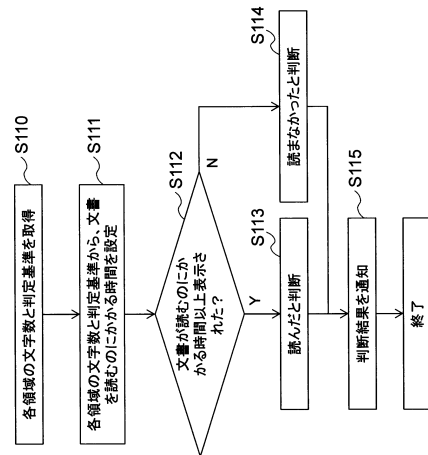 S110
各領域の文字数と判定基準を取得
S111
各領域の文字数と判定基準から、文書
を読むのにかかる時間を設定
S112
文書が読むのにか
かる時間以上表示さ
れた？
N
Y
S113
読んだと判断
S114
読まなかったと判断
S115
判断結果を通知
終了